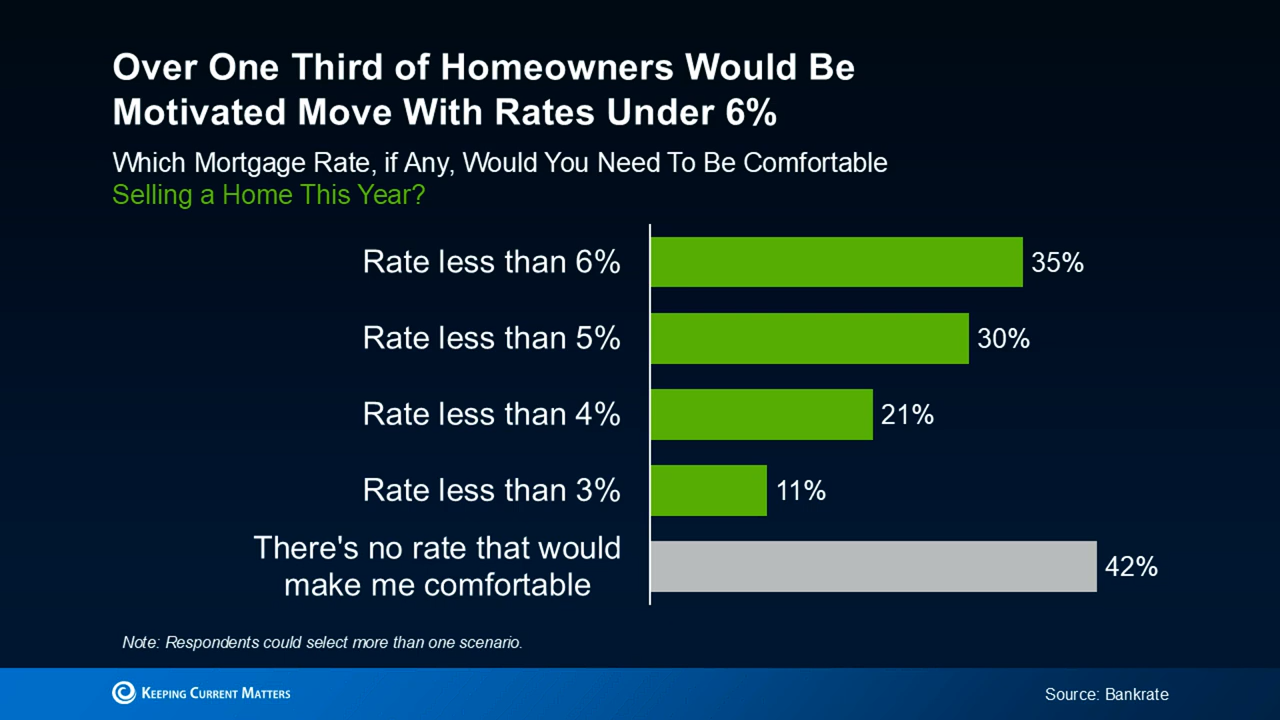 Over One Third of Homeowners Would Be
Motivated Move With Rates Under 6%
Which Mortgage Rate, if Any, Would You Need To Be Comfortable
Selling a Home This Year?
Rate less than 6%
35%
Rate less than 5%
30%
Rate less than 4%
21%
Rate less than 3%
11%
There's no rate that would
make me comfortable
42%
Note: Respondents could select more than one scenario.
Keeping Current Matters
Source: Bankrate